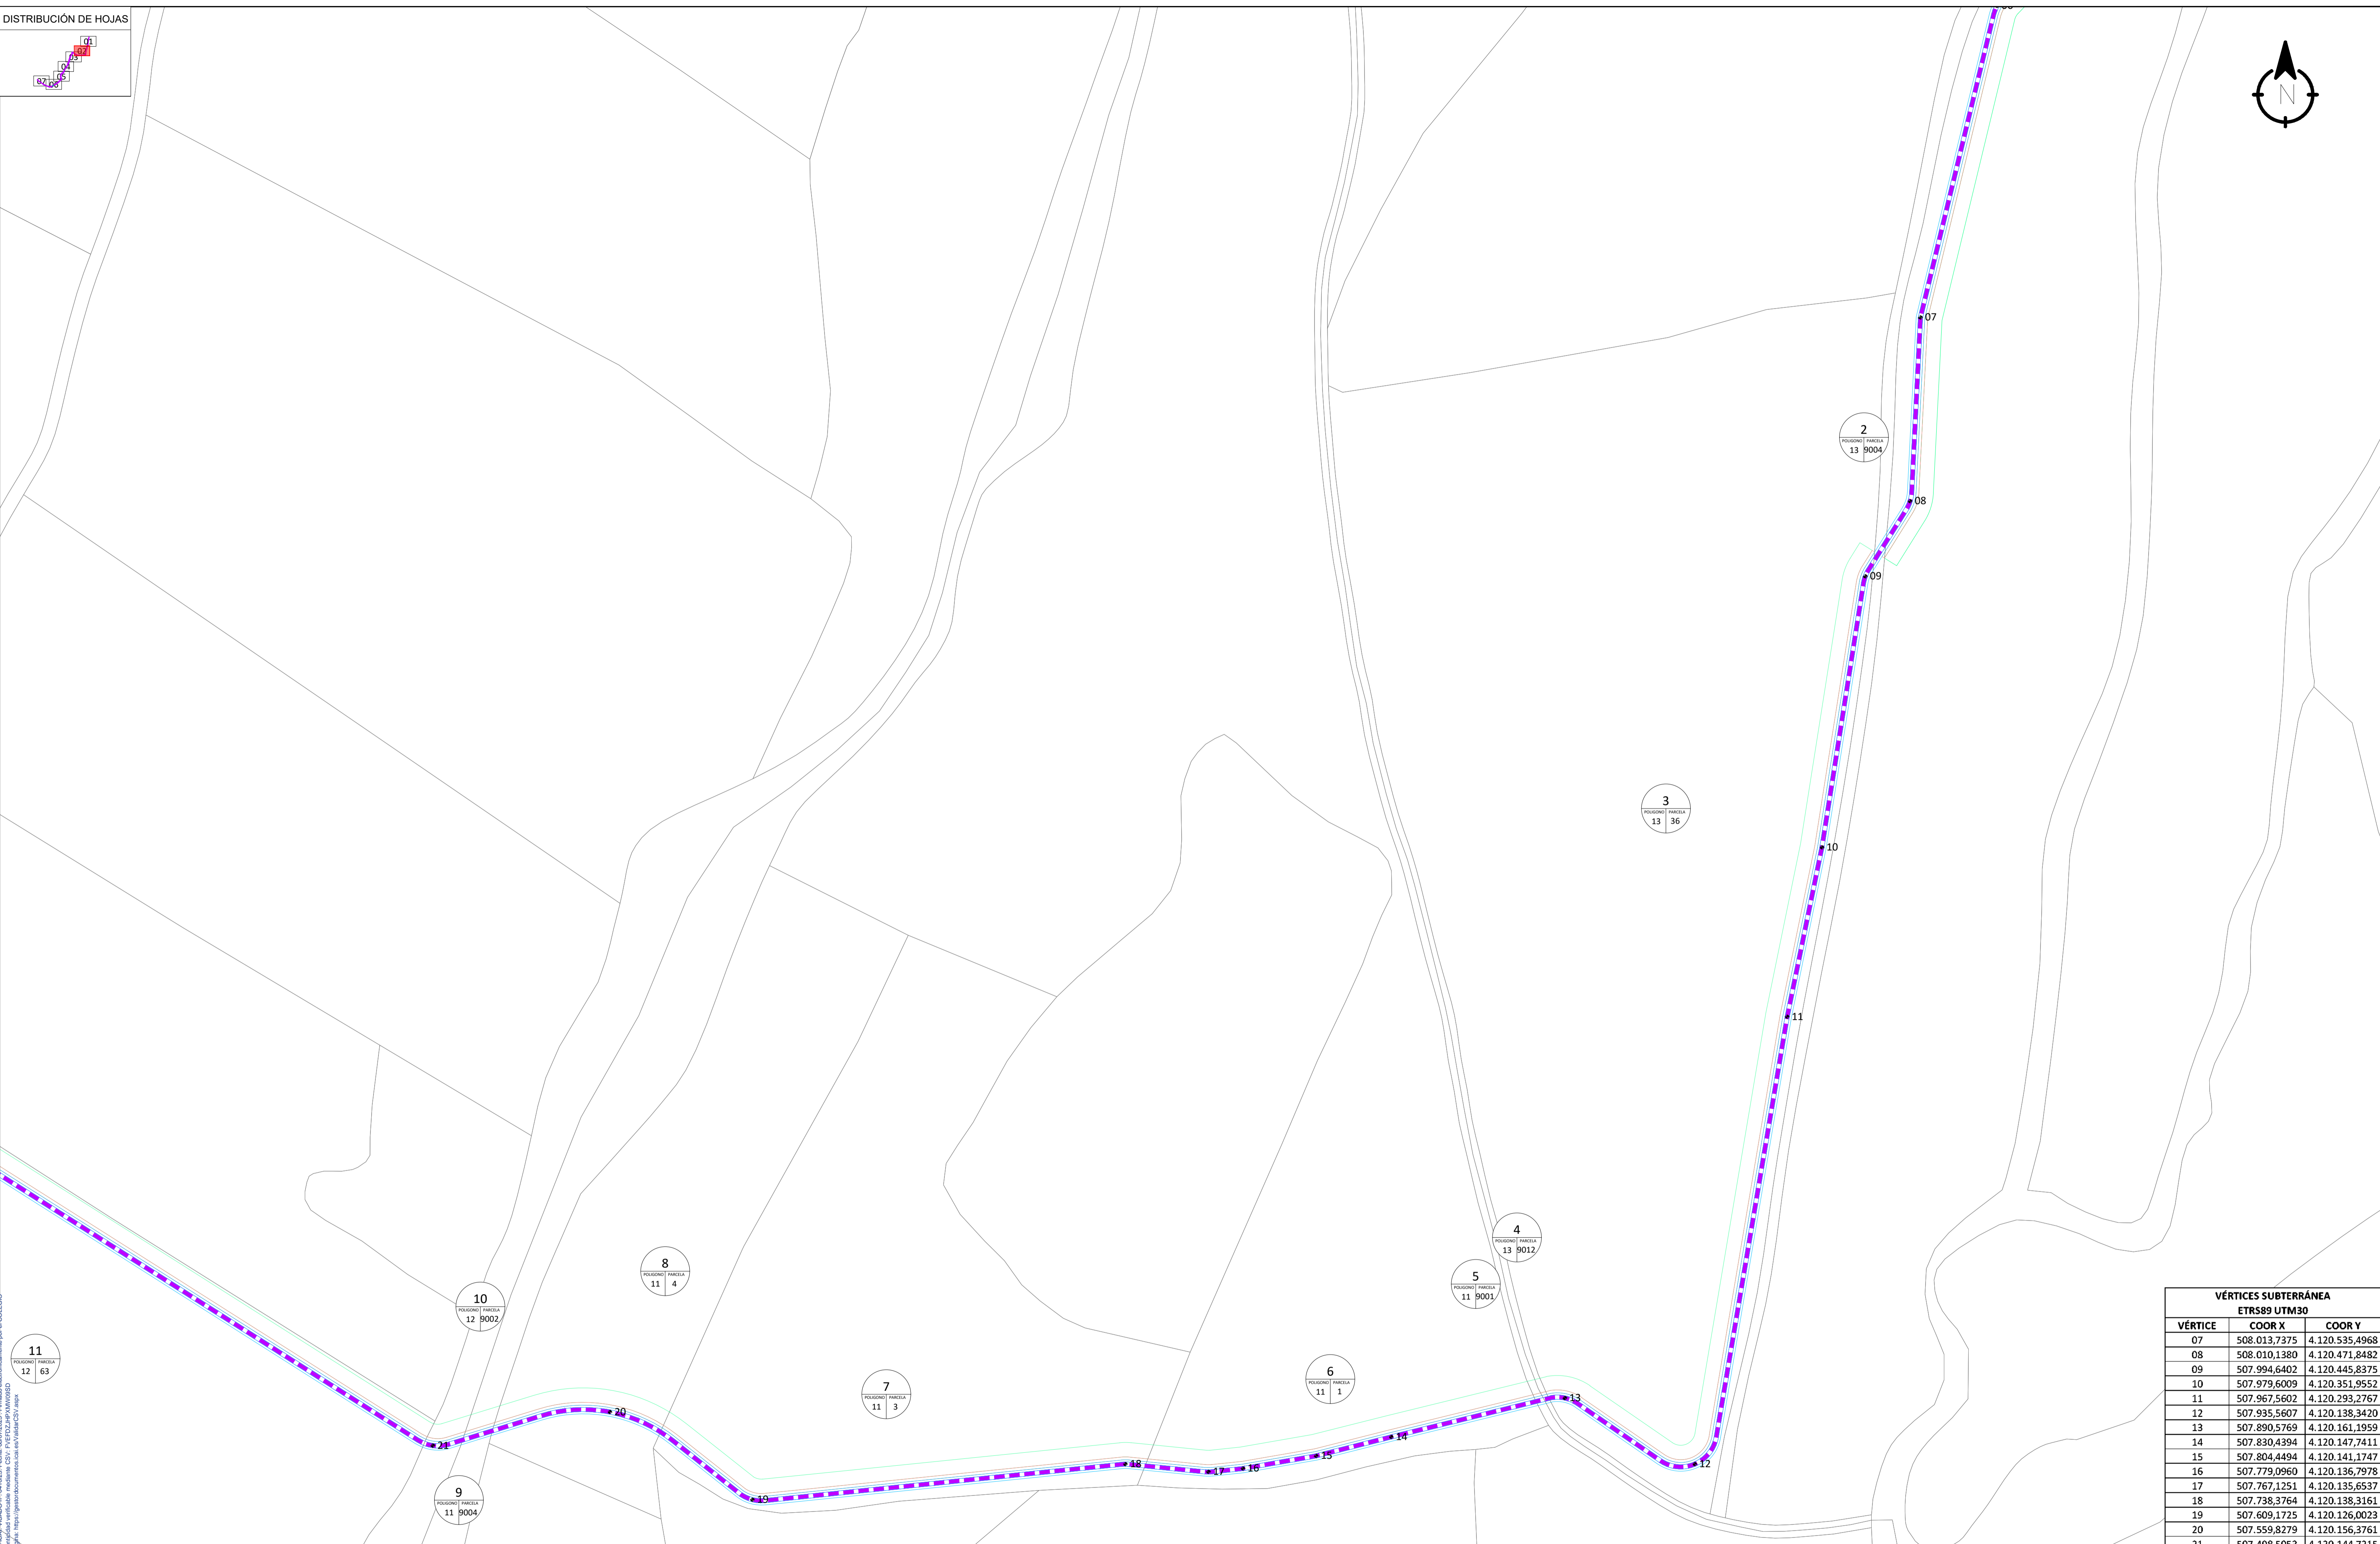 DISTRIBUCIÓN DE HOJAS
01
02
03
04
05
06
07
N
07
2
POLIGONO PARCELA
13 9004
08
09
3
POLIGONO PARCELA
13 36
10
11
4
POLIGONO PARCELA
13 9012
5
POLIGONO PARCELA
11 9001
8
POLIGONO PARCELA
11 4
10
POLIGONO PARCELA
12 9002
11
POLIGONO PARCELA
12 63
6
POLIGONO PARCELA
11 1
7
POLIGONO PARCELA
11 3
13
20
14
21
15
18
17
16
12
19
9
POLIGONO PARCELA
11 9004
VÉRTICES SUBTERRÁNEA
ETRS89 UTM30
VÉRTICE COOR X COOR Y
07 508.013,7375 4.120.535,4968
08 508.010,1380 4.120.471,8482
09 507.994,6402 4.120.445,8375
10 507.979,6009 4.120.351,9552
11 507.967,5602 4.120.293,2767
12 507.935,5607 4.120.138,3420
13 507.890,5769 4.120.161,1959
14 507.830,4394 4.120.147,7411
15 507.804,4494 4.120.141,1747
16 507.779,0960 4.120.136,7978
17 507.767,1251 4.120.135,6537
18 507.738,3764 4.120.138,3161
19 507.609,1725 4.120.126,0023
20 507.559,8279 4.120.156,3761